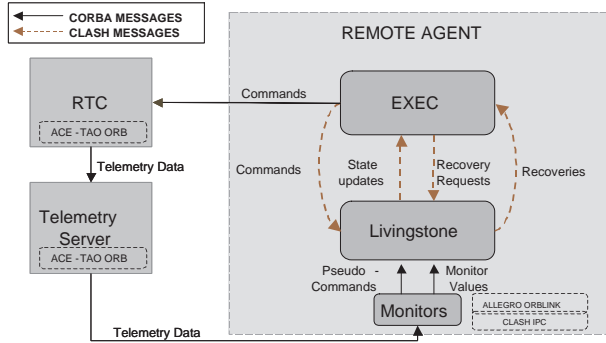 CORBA MESSAGES
CLASH MESSAGES
REMOTE AGENT
RTC
ACE - TAO ORB
Commands
EXEC
Telemetry Data
Commands
State
updates
Recovery
Requests
Recoveries
Telemetry
Server
ACE - TAO ORB
Livingstone
Pseudo -
Commands
Monitor
Values
Monitors
ALLEGRO ORBLINK
CLASH IPC
Telemetry Data